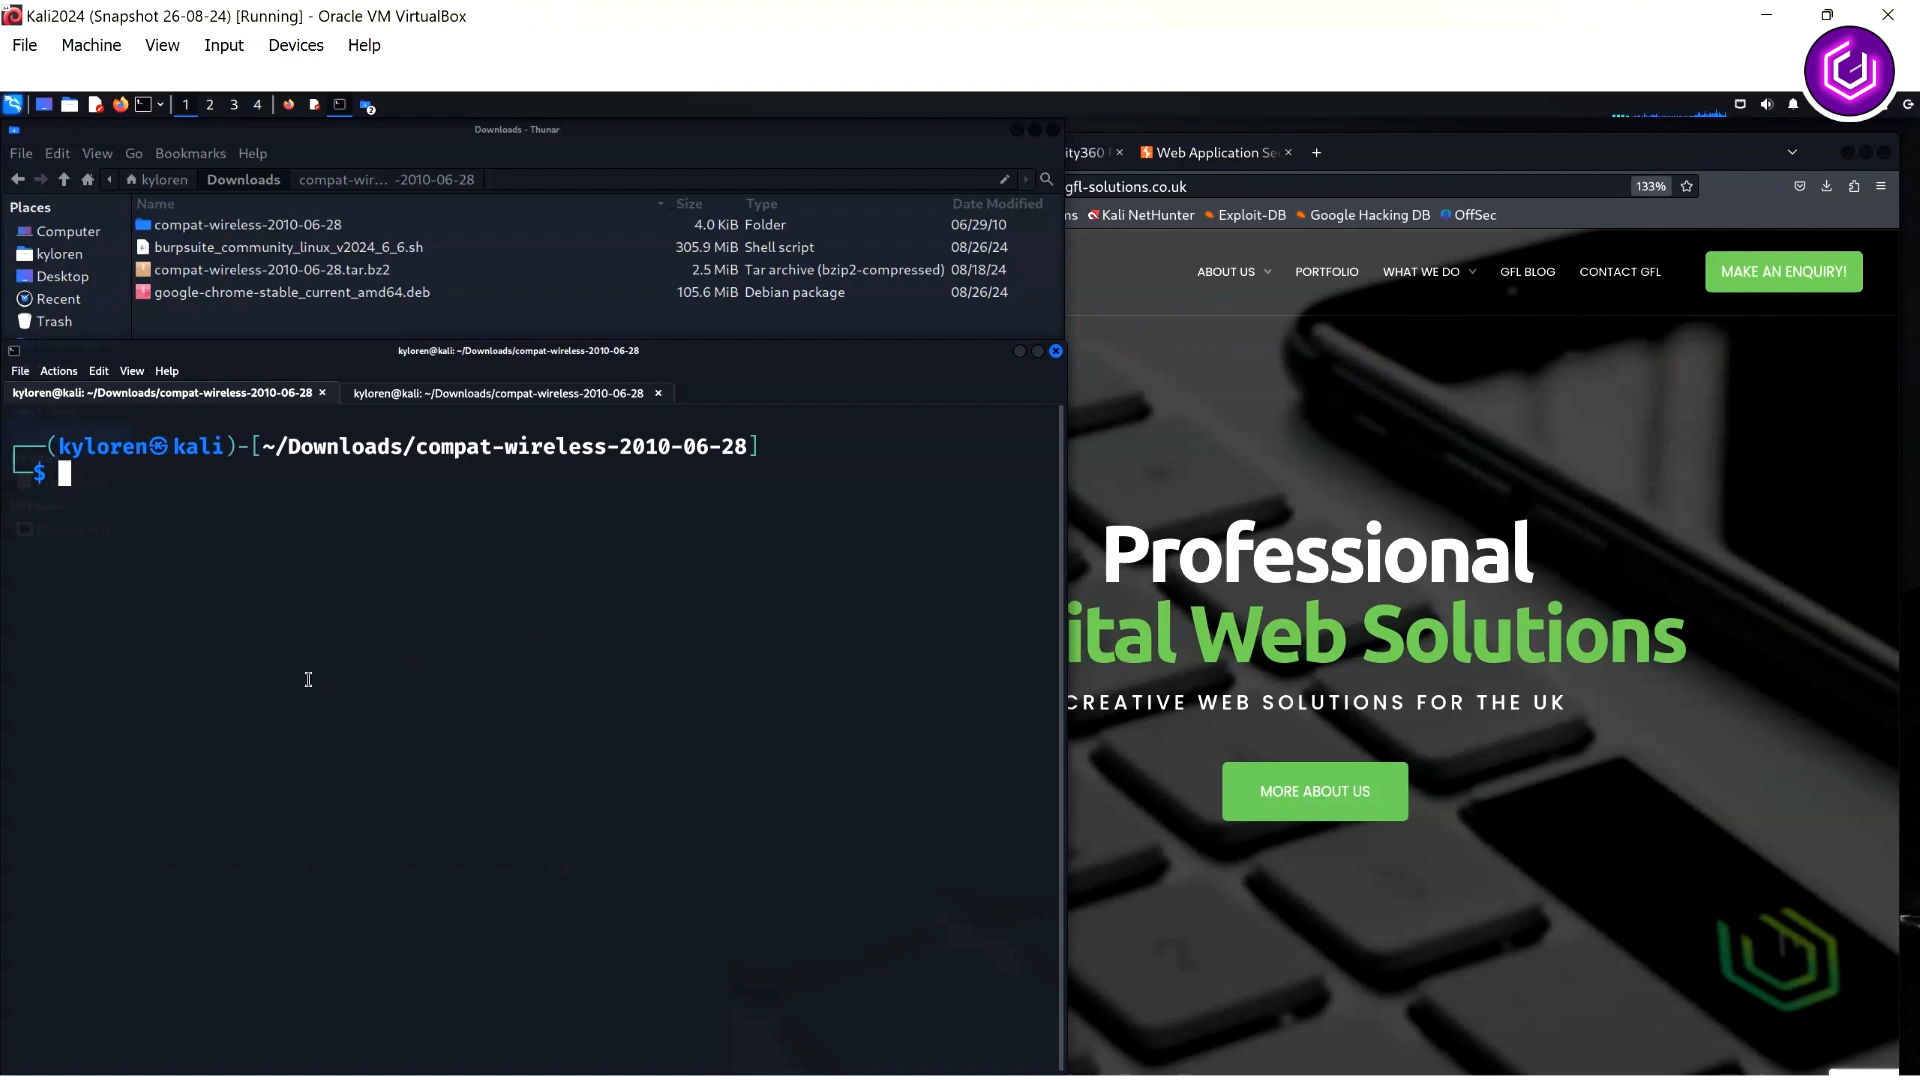 Kali2024 (Snapshot 26-08-24) [Running] - Oracle VM VirtualBox
File Machine View Input Devices Help
1 2 3 4 2
Downloads - Thunar
File Edit View Go Bookmarks Help
kyloren Downloads compat-wir... -2010-06-28
Places
Computer
kyloren
Desktop
Recent
Trash
Name Size Type Date Modified
compat-wireless-2010-06-28 4.0 KiB Folder 06/29/10
burpsuite_community_linux_v2024_6_6.sh 305.9 MiB Shell script 08/26/24
compat-wireless-2010-06-28.tar.bz2 2.5 MiB Tar archive (bzip2-compressed) 08/18/24
google-chrome-stable_current_amd64.deb 105.6 MiB Debian package 08/26/24
kyloren@kali: ~/Downloads/compat-wireless-2010-06-28
File Actions Edit View Help
kyloren@kali: ~/Downloads/compat-wireless-2010-06-28 × kyloren@kali: ~/Downloads/compat-wireless-2010-06-28 ×
┌──(kyloren㉿kali)-[~/Downloads/compat-wireless-2010-06-28]
└─$
ity360 × Web Application Se × +
gfl-solutions.co.uk 133%
ms Kali NetHunter Exploit-DB Google Hacking DB OffSec
ABOUT US PORTFOLIO WHAT WE DO GFL BLOG CONTACT GFL MAKE AN ENQUIRY!
Professional
ital Web Solutions
CREATIVE WEB SOLUTIONS FOR THE UK
MORE ABOUT US